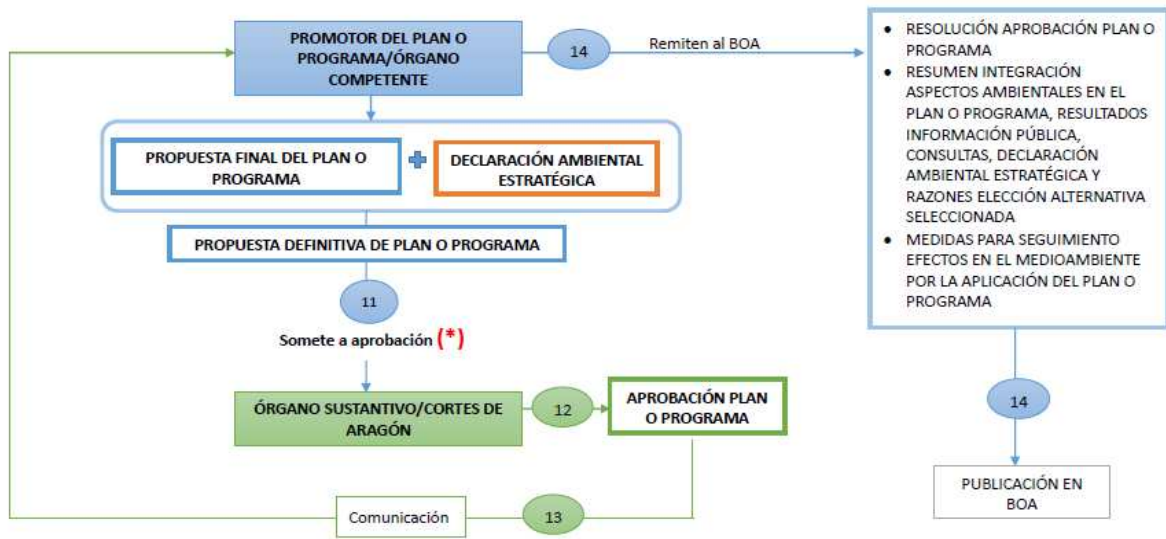 PROMOTOR DEL PLAN O
PROGRAMA/ÓRGANO
COMPETENTE
14
Remiten al BOA
• RESOLUCIÓN APROBACIÓN PLAN O
PROGRAMA
• RESUMEN INTEGRACIÓN
ASPECTOS AMBIENTALES EN EL
PLAN O PROGRAMA, RESULTADOS
INFORMACIÓN PÚBLICA,
CONSULTAS, DECLARACIÓN
AMBIENTAL ESTRATÉGICA Y
RAZONES ELECCIÓN ALTERNATIVA
SELECCIONADA
• MEDIDAS PARA SEGUIMIENTO
EFECTOS EN EL MEDIOAMBIENTE
POR LA APLICACIÓN DEL PLAN O
PROGRAMA
PROPUESTA FINAL DEL PLAN O
PROGRAMA
DECLARACIÓN AMBIENTAL
ESTRATÉGICA
PROPUESTA DEFINITIVA DE PLAN O PROGRAMA
11
Somete a aprobación (*)
ÓRGANO SUSTANTIVO/CORTES DE
ARAGÓN
12
APROBACIÓN PLAN
O PROGRAMA
14
PUBLICACIÓN EN
BOA
Comunicación
13